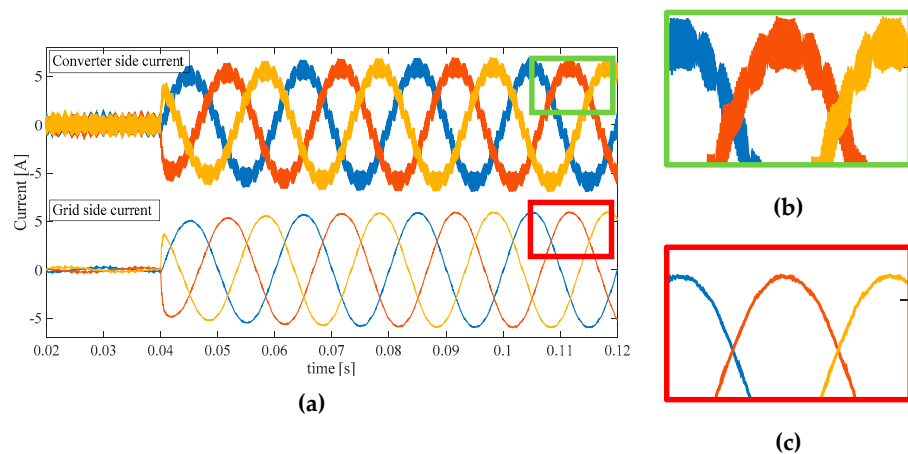 Converter side current
5
0
-5
Current [A]
Grid side current
5
0
-5
0.02 0.03 0.04 0.05 0.06 0.07 0.08 0.09 0.1 0.11 0.12
time [s]
(a)
(b)
(c)